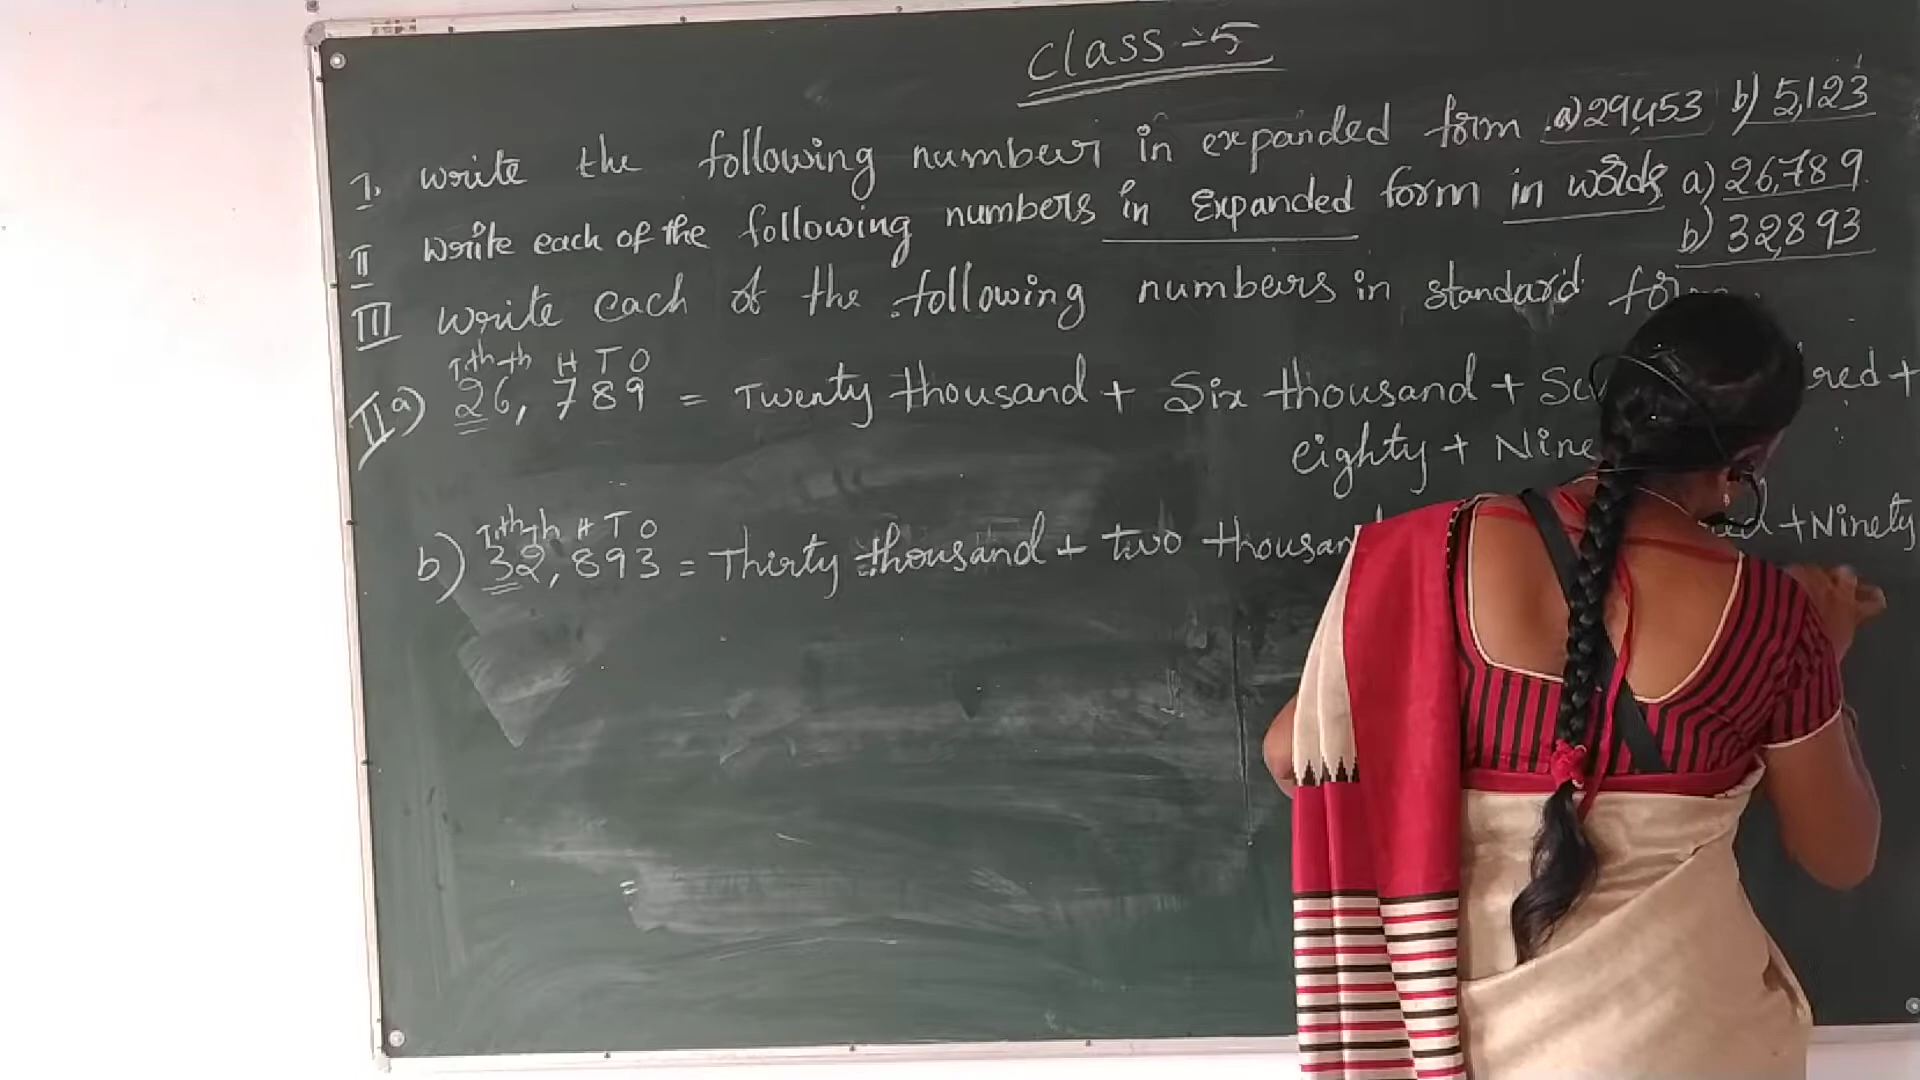 Class - 5
I. Write the following number in expanded form a) 29,453 b) 5,123
II Write each of the following numbers in Expanded form in words a) 26,789
b) 32,893
III Write each of the following numbers in standard
T.th th H T O
II a) 26, 789 = Twenty thousand + Six thousand + red +
eighty + Nine
T.th Th H T O
b) 32, 893 = Thirty thousand + two + Ninety